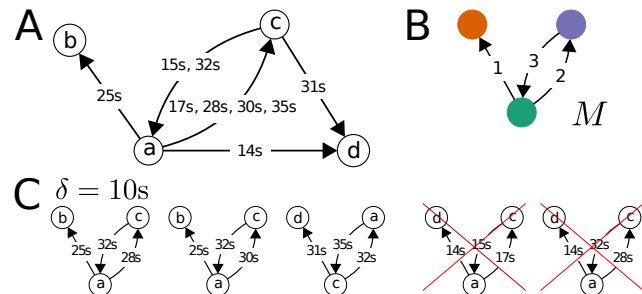 A
b
c
15s, 32s
25s
31s
17s, 28s, 30s, 35s
a
14s
d
B
1
3
2
M
C δ = 10s
b c
25s 32s 28s
a
b c
25s 32s 30s
a
d a
31s 35s 32s
c
d c
14s 15s 17s
a
d c
14s 32s 28s
a